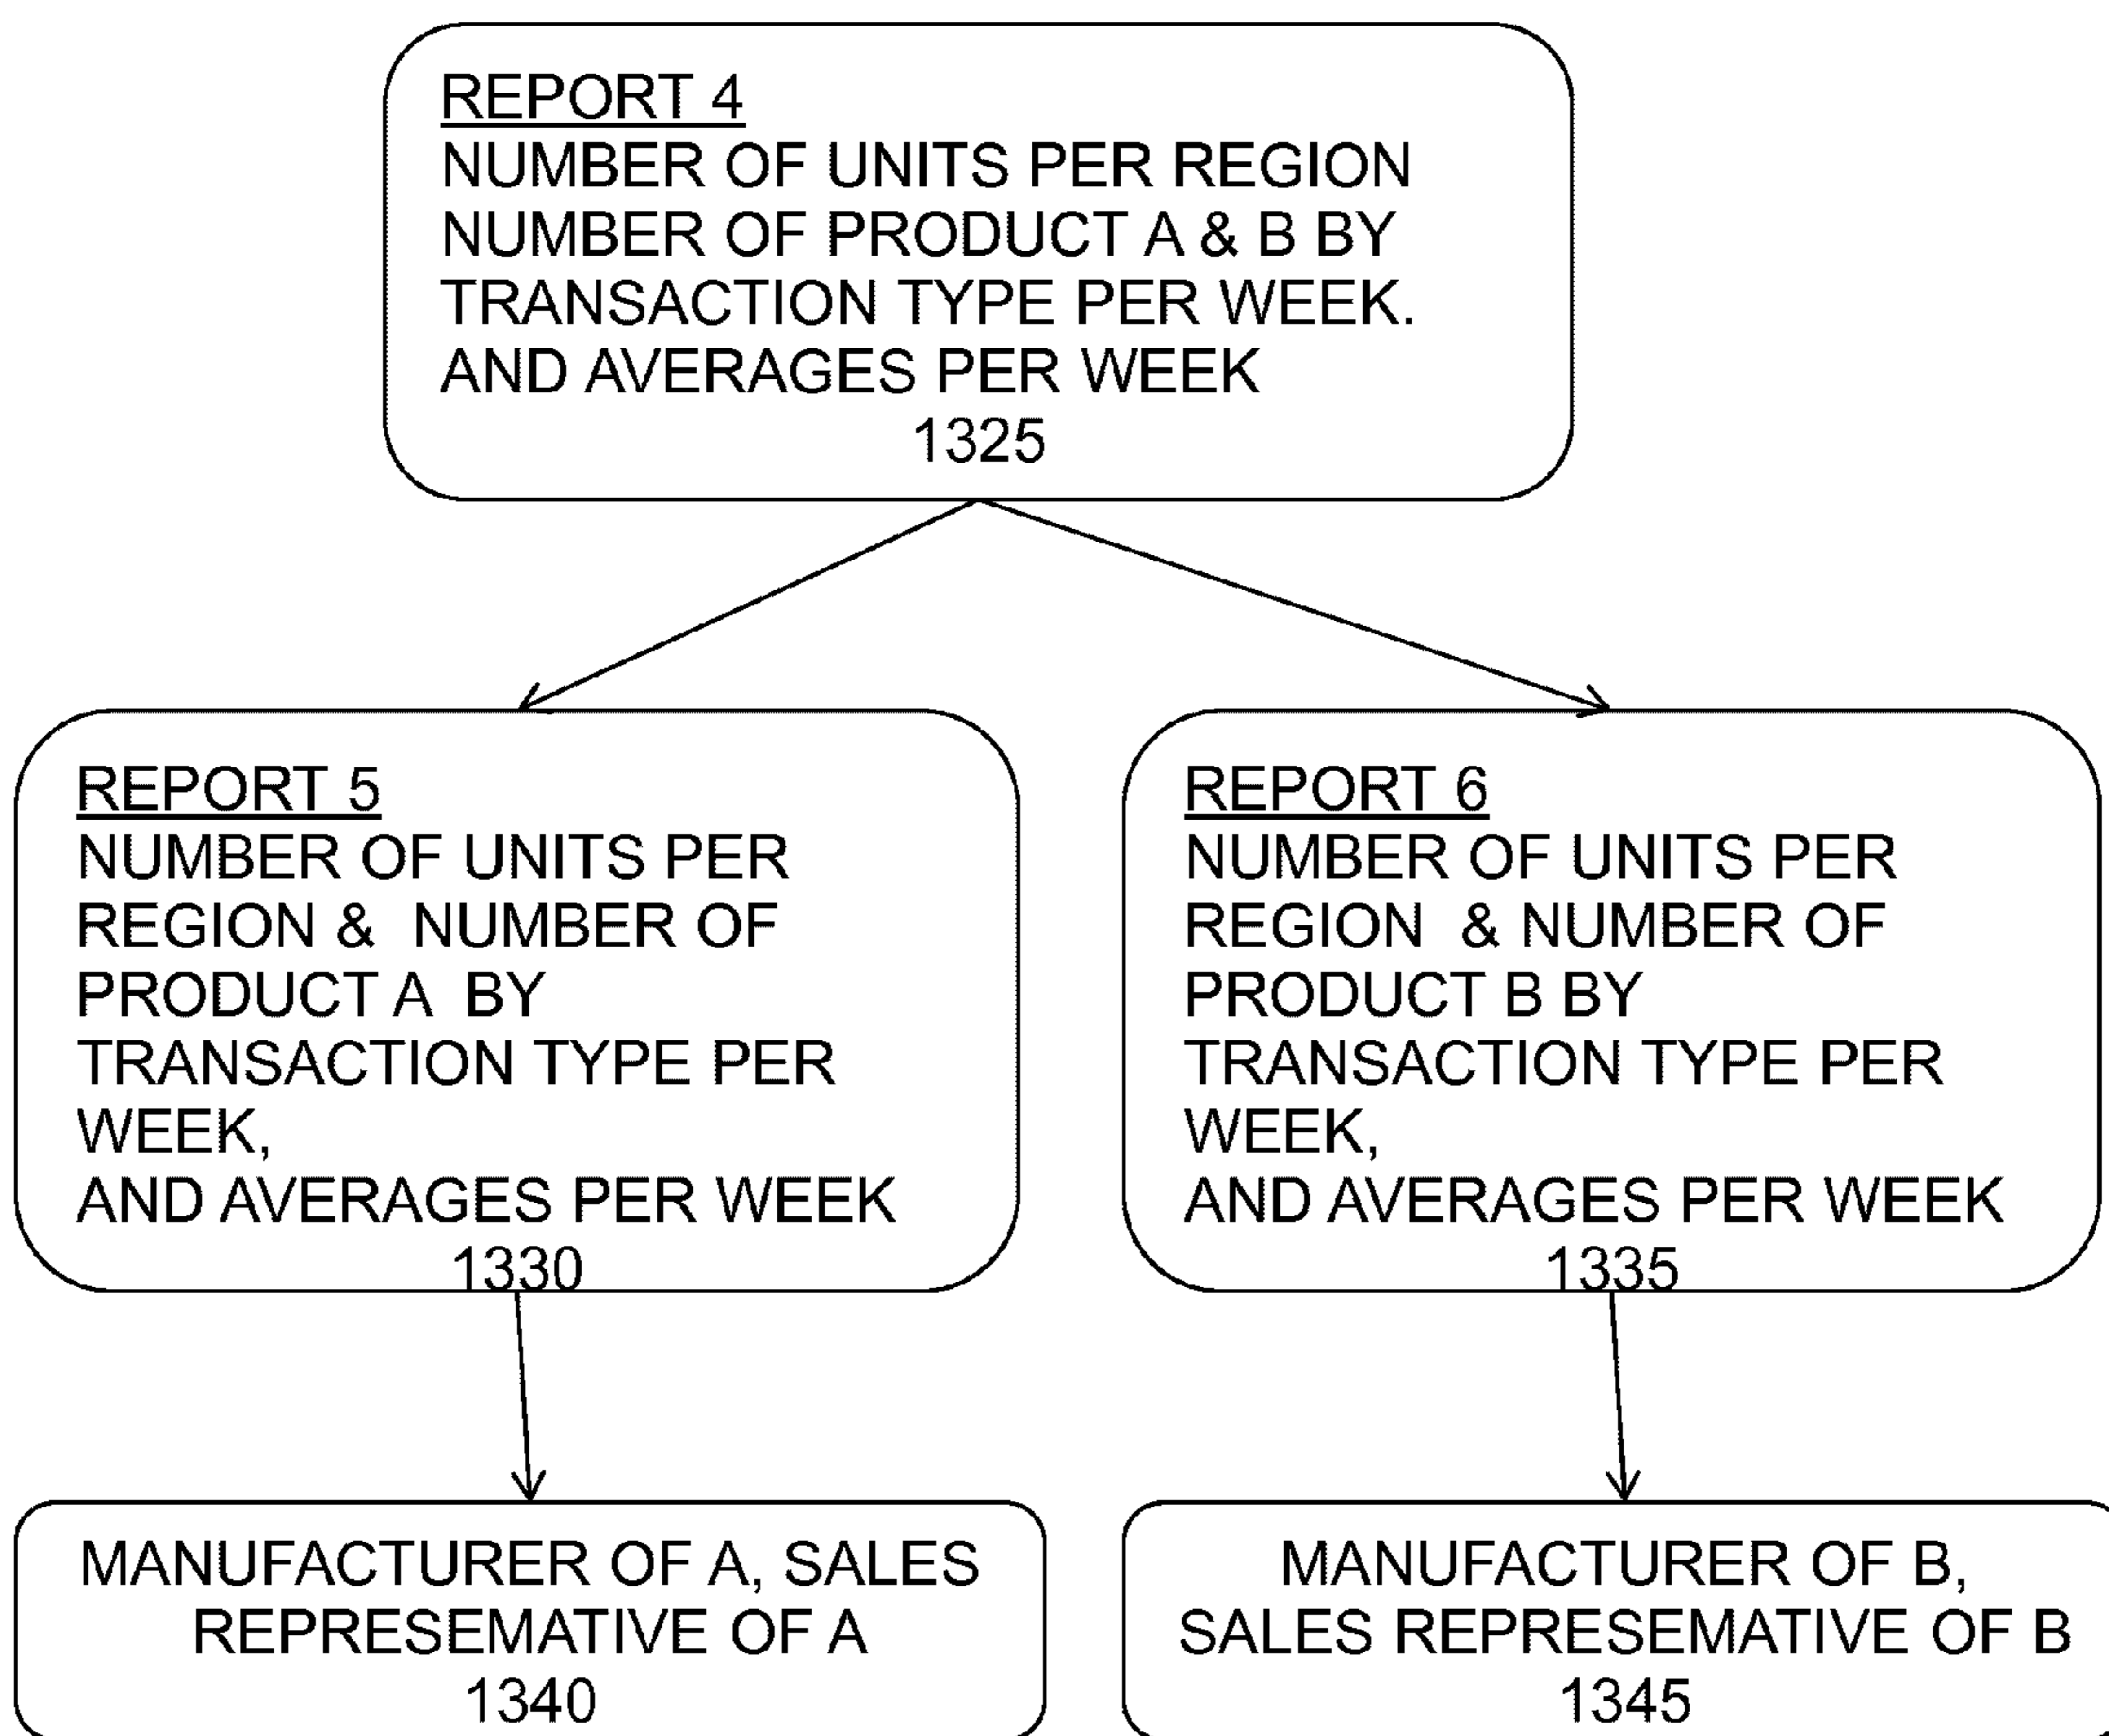 REPORT 4
NUMBER OF UNITS PER REGION
NUMBER OF PRODUCT A & B BY
TRANSACTION TYPE PER WEEK.
AND AVERAGES PER WEEK
1325
REPORT 5
NUMBER OF UNITS PER
REGION & NUMBER OF
PRODUCT A BY
TRANSACTION TYPE PER
WEEK,
AND AVERAGES PER WEEK
1330
REPORT 6
NUMBER OF UNITS PER
REGION & NUMBER OF
PRODUCT B BY
TRANSACTION TYPE PER
WEEK,
AND AVERAGES PER WEEK
1335
MANUFACTURER OF A, SALES
REPRESEMATIVE OF A
1340
MANUFACTURER OF B,
SALES REPRESEMATIVE OF B
1345